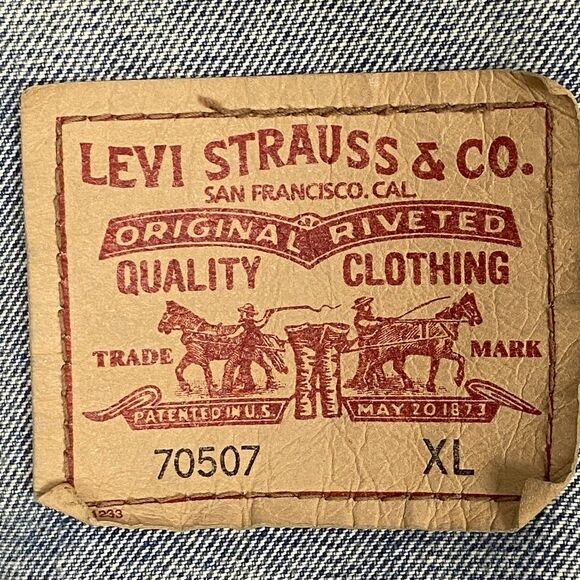 LEVI STRAUSS & CO.
SAN FRANCISCO. CAL.
ORIGINAL RIVETED
QUALITY CLOTHING
TRADE MARK
PATENTED IN U.S. MAY 20 1873
70507 XL
1233